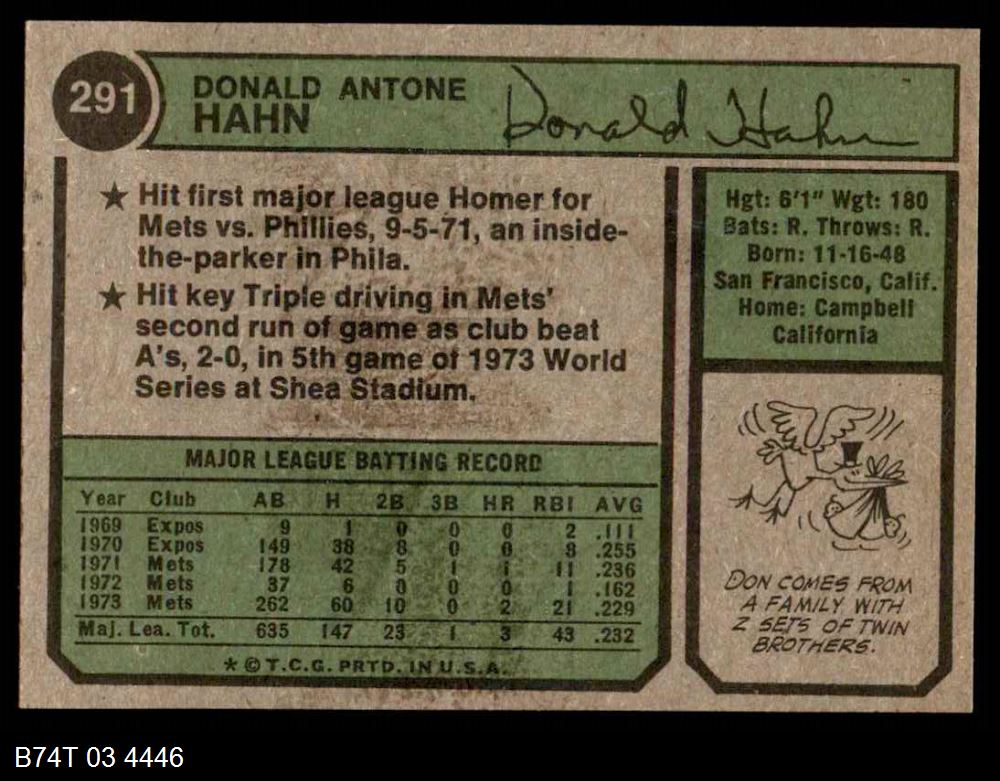 291
DONALD ANTONE
HAHN
Donald Hahn
★ Hit first major league Homer for
Mets vs. Phillies, 9-5-71, an inside-
the-parker in Phila.
★ Hit key Triple driving in Mets'
second run of game as club beat
A's, 2-0, in 5th game of 1973 World
Series at Shea Stadium.
Hgt: 6'1" Wgt: 180
Bats: R. Throws: R.
Born: 11-16-48
San Francisco, Calif.
Home: Campbell
California
MAJOR LEAGUE BATTING RECORD
Year Club AB H 2B 3B HR RBI AVG
1969 Expos 9 1 0 0 0 2 .111
1970 Expos 149 38 8 0 0 8 .255
1971 Mets 178 42 5 1 1 11 .236
1972 Mets 37 6 0 0 0 1 .162
1973 Mets 262 60 10 0 2 21 .229
Maj. Lea. Tot. 635 147 23 1 3 43 .232
* © T.C.G. PRTD. IN U.S.A.
DON COMES FROM
A FAMILY WITH
2 SETS OF TWIN
BROTHERS.
B74T 03 4446